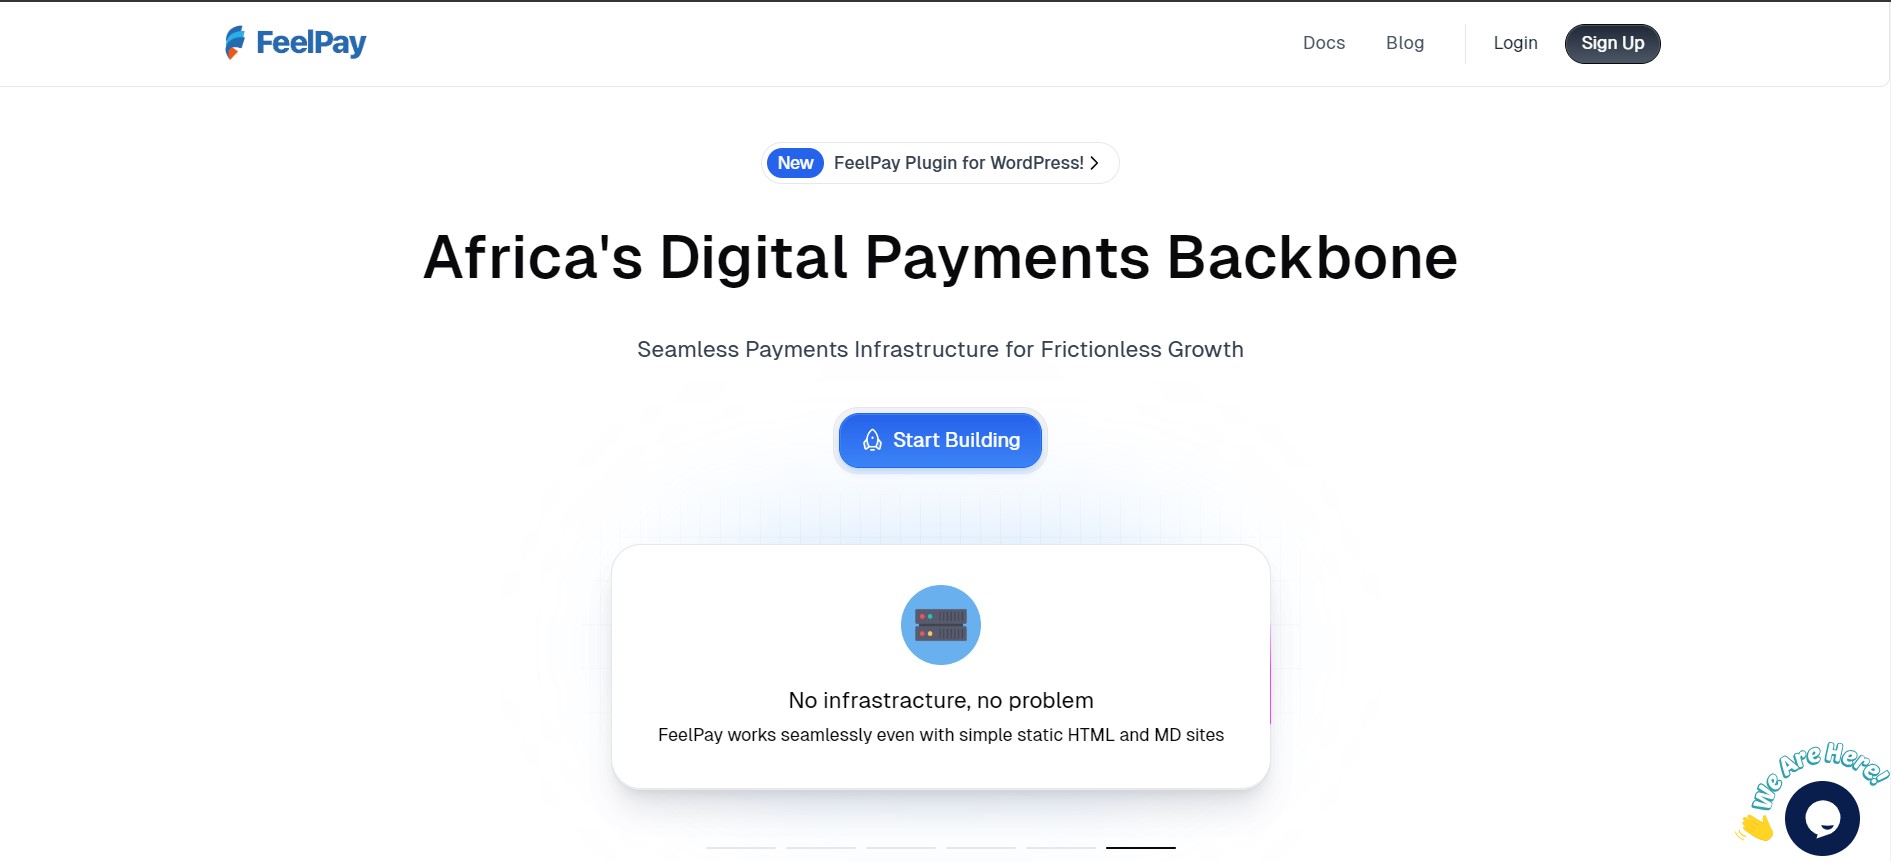 FeelPay
Docs
Blog
Login
Sign Up
New
FeelPay Plugin for WordPress!
Africa's Digital Payments Backbone
Seamless Payments Infrastructure for Frictionless Growth
Start Building
No infrastracture, no problem
FeelPay works seamlessly even with simple static HTML and MD sites
We Are Here!